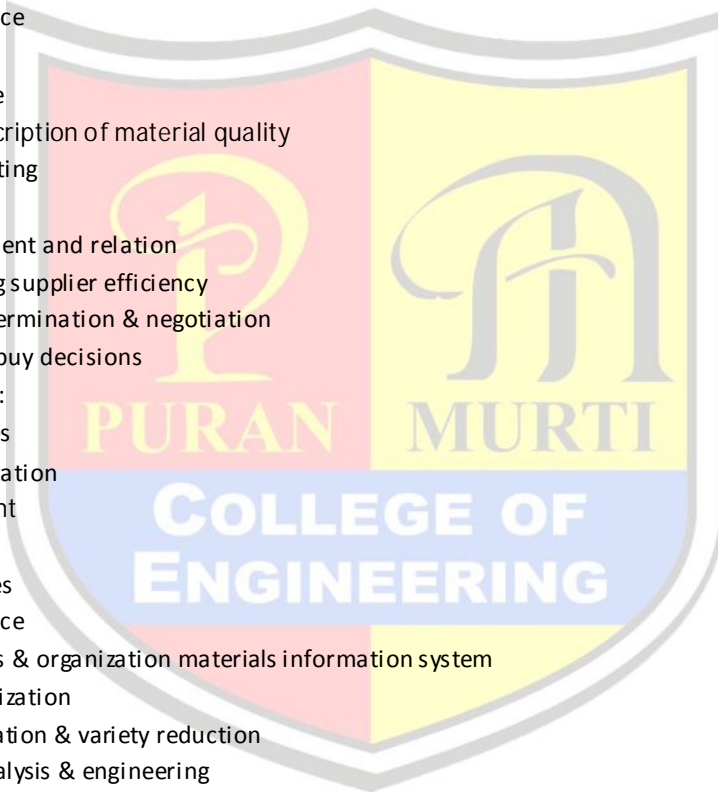 ce
e
cription of material quality
ting
ent and relation
g supplier efficiency
ermination & negotiation
buy decisions
:
s
ation
nt
es
ce
s & organization materials information system
ization
ation & variety reduction
alysis & engineering
P
M
PURAN MURTI
COLLEGE OF
ENGINEERING